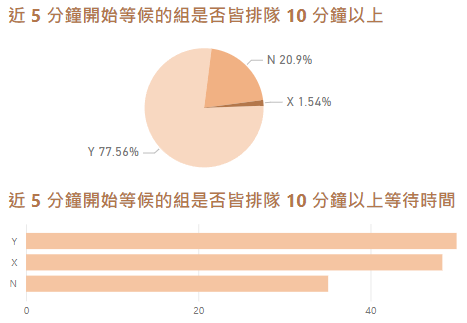 近 5 分鐘開始等候的組是否皆排隊 10 分鐘以上
N 20.9%
X 1.54%
Y 77.56%
近 5 分鐘開始等候的組是否皆排隊 10 分鐘以上等待時間
Y
X
N
0 20 40